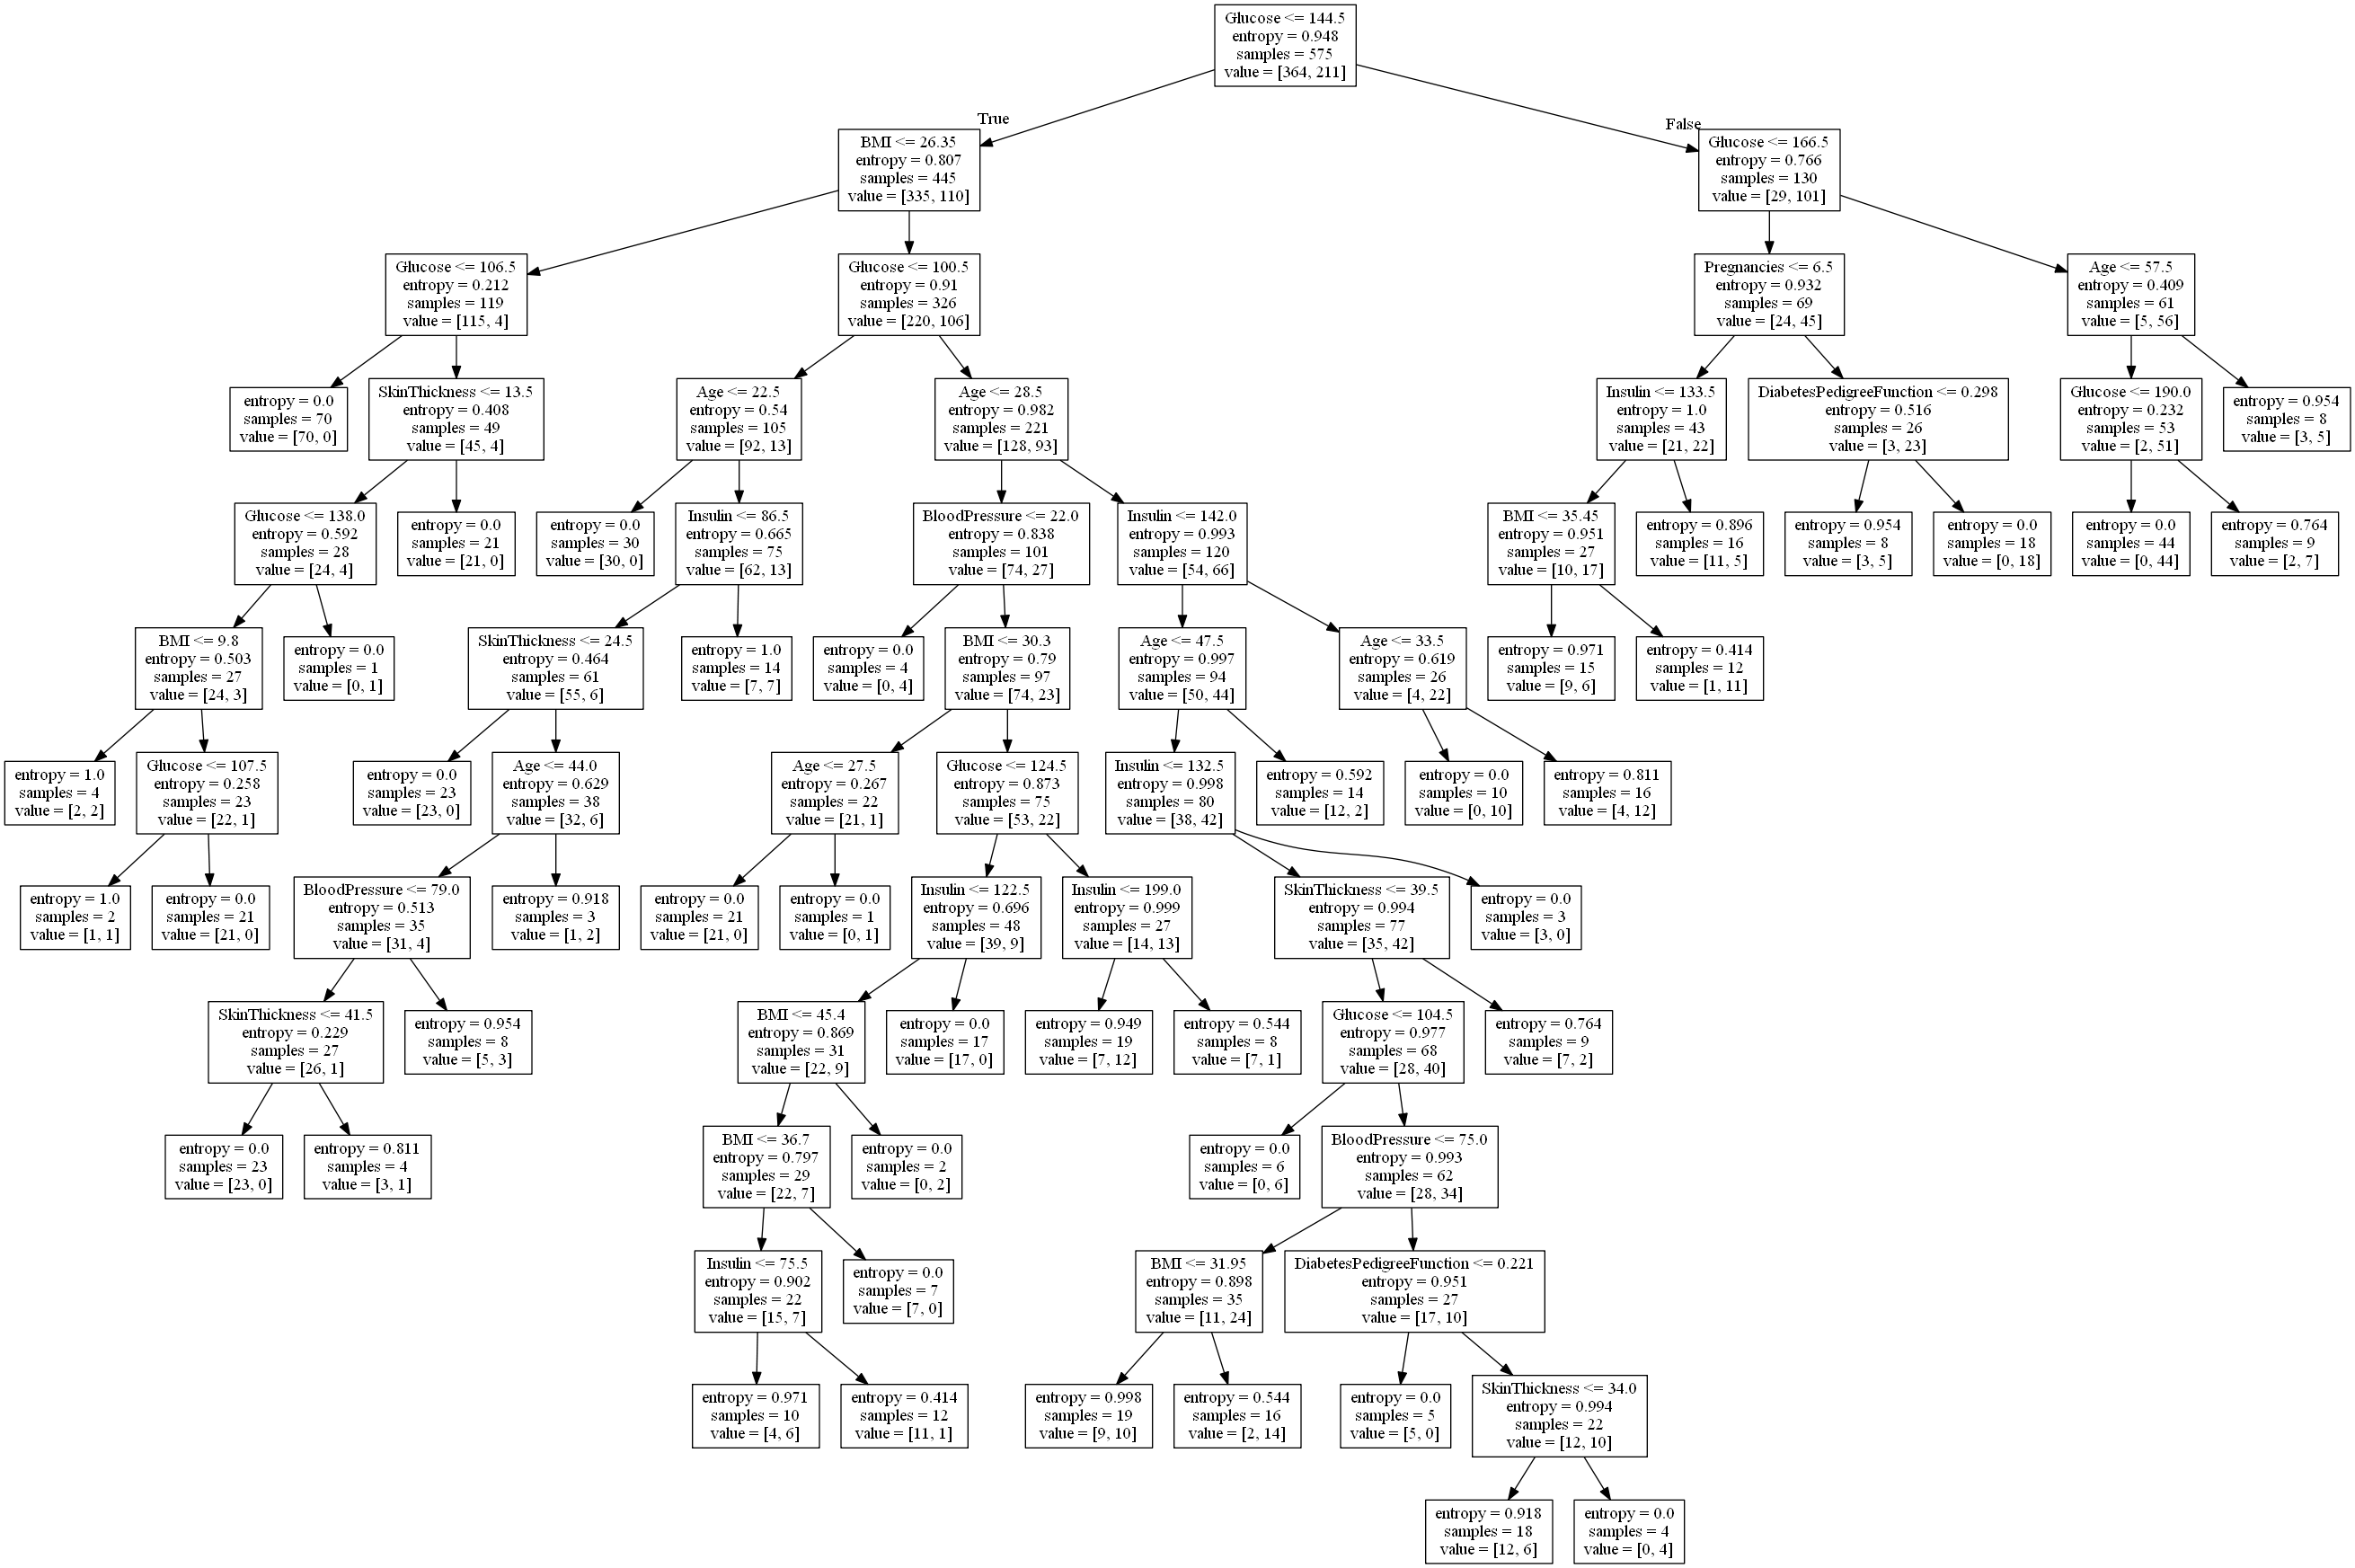 Glucose <= 144.5
entropy = 0.948
samples = 575
value = [364, 211]
True
False
BMI <= 26.35
entropy = 0.807
samples = 445
value = [335, 110]
Glucose <= 166.5
entropy = 0.766
samples = 130
value = [29, 101]
Glucose <= 106.5
entropy = 0.212
samples = 119
value = [115, 4]
Glucose <= 100.5
entropy = 0.91
samples = 326
value = [220, 106]
Pregnancies <= 6.5
entropy = 0.932
samples = 69
value = [24, 45]
Age <= 57.5
entropy = 0.409
samples = 61
value = [5, 56]
entropy = 0.0
samples = 70
value = [70, 0]
SkinThickness <= 13.5
entropy = 0.408
samples = 49
value = [45, 4]
Age <= 22.5
entropy = 0.54
samples = 105
value = [92, 13]
Age <= 28.5
entropy = 0.982
samples = 221
value = [128, 93]
Insulin <= 133.5
entropy = 1.0
samples = 43
value = [21, 22]
DiabetesPedigreeFunction <= 0.298
entropy = 0.516
samples = 26
value = [3, 23]
Glucose <= 190.0
entropy = 0.232
samples = 53
value = [2, 51]
entropy = 0.954
samples = 8
value = [3, 5]
Glucose <= 138.0
entropy = 0.592
samples = 28
value = [24, 4]
entropy = 0.0
samples = 21
value = [21, 0]
entropy = 0.0
samples = 30
value = [30, 0]
Insulin <= 86.5
entropy = 0.665
samples = 75
value = [62, 13]
BloodPressure <= 22.0
entropy = 0.838
samples = 101
value = [74, 27]
Insulin <= 142.0
entropy = 0.993
samples = 120
value = [54, 66]
BMI <= 35.45
entropy = 0.951
samples = 27
value = [10, 17]
entropy = 0.896
samples = 16
value = [11, 5]
entropy = 0.954
samples = 8
value = [3, 5]
entropy = 0.0
samples = 18
value = [0, 18]
entropy = 0.0
samples = 44
value = [0, 44]
entropy = 0.764
samples = 9
value = [2, 7]
BMI <= 9.8
entropy = 0.503
samples = 27
value = [24, 3]
entropy = 0.0
samples = 1
value = [0, 1]
SkinThickness <= 24.5
entropy = 0.464
samples = 61
value = [55, 6]
entropy = 1.0
samples = 14
value = [7, 7]
entropy = 0.0
samples = 4
value = [0, 4]
BMI <= 30.3
entropy = 0.79
samples = 97
value = [74, 23]
Age <= 47.5
entropy = 0.997
samples = 94
value = [50, 44]
Age <= 33.5
entropy = 0.619
samples = 26
value = [4, 22]
entropy = 0.971
samples = 15
value = [9, 6]
entropy = 0.414
samples = 12
value = [1, 11]
entropy = 1.0
samples = 4
value = [2, 2]
Glucose <= 107.5
entropy = 0.258
samples = 23
value = [22, 1]
entropy = 0.0
samples = 23
value = [23, 0]
Age <= 44.0
entropy = 0.629
samples = 38
value = [32, 6]
Age <= 27.5
entropy = 0.267
samples = 22
value = [21, 1]
Glucose <= 124.5
entropy = 0.873
samples = 75
value = [53, 22]
Insulin <= 132.5
entropy = 0.998
samples = 80
value = [38, 42]
entropy = 0.592
samples = 14
value = [12, 2]
entropy = 0.0
samples = 10
value = [0, 10]
entropy = 0.811
samples = 16
value = [4, 12]
entropy = 1.0
samples = 2
value = [1, 1]
entropy = 0.0
samples = 21
value = [21, 0]
BloodPressure <= 79.0
entropy = 0.513
samples = 35
value = [31, 4]
entropy = 0.918
samples = 3
value = [1, 2]
entropy = 0.0
samples = 21
value = [21, 0]
entropy = 0.0
samples = 1
value = [0, 1]
Insulin <= 122.5
entropy = 0.696
samples = 48
value = [39, 9]
Insulin <= 199.0
entropy = 0.999
samples = 27
value = [14, 13]
SkinThickness <= 39.5
entropy = 0.994
samples = 77
value = [35, 42]
entropy = 0.0
samples = 3
value = [3, 0]
SkinThickness <= 41.5
entropy = 0.229
samples = 27
value = [26, 1]
entropy = 0.954
samples = 8
value = [5, 3]
BMI <= 45.4
entropy = 0.869
samples = 31
value = [22, 9]
entropy = 0.0
samples = 17
value = [17, 0]
entropy = 0.949
samples = 19
value = [7, 12]
entropy = 0.544
samples = 8
value = [7, 1]
Glucose <= 104.5
entropy = 0.977
samples = 68
value = [28, 40]
entropy = 0.764
samples = 9
value = [7, 2]
entropy = 0.0
samples = 23
value = [23, 0]
entropy = 0.811
samples = 4
value = [3, 1]
BMI <= 36.7
entropy = 0.797
samples = 29
value = [22, 7]
entropy = 0.0
samples = 2
value = [0, 2]
entropy = 0.0
samples = 6
value = [0, 6]
BloodPressure <= 75.0
entropy = 0.993
samples = 62
value = [28, 34]
Insulin <= 75.5
entropy = 0.902
samples = 22
value = [15, 7]
entropy = 0.0
samples = 7
value = [7, 0]
BMI <= 31.95
entropy = 0.898
samples = 35
value = [11, 24]
DiabetesPedigreeFunction <= 0.221
entropy = 0.951
samples = 27
value = [17, 10]
entropy = 0.971
samples = 10
value = [4, 6]
entropy = 0.414
samples = 12
value = [11, 1]
entropy = 0.998
samples = 19
value = [9, 10]
entropy = 0.544
samples = 16
value = [2, 14]
entropy = 0.0
samples = 5
value = [5, 0]
SkinThickness <= 34.0
entropy = 0.994
samples = 22
value = [12, 10]
entropy = 0.918
samples = 18
value = [12, 6]
entropy = 0.0
samples = 4
value = [0, 4]